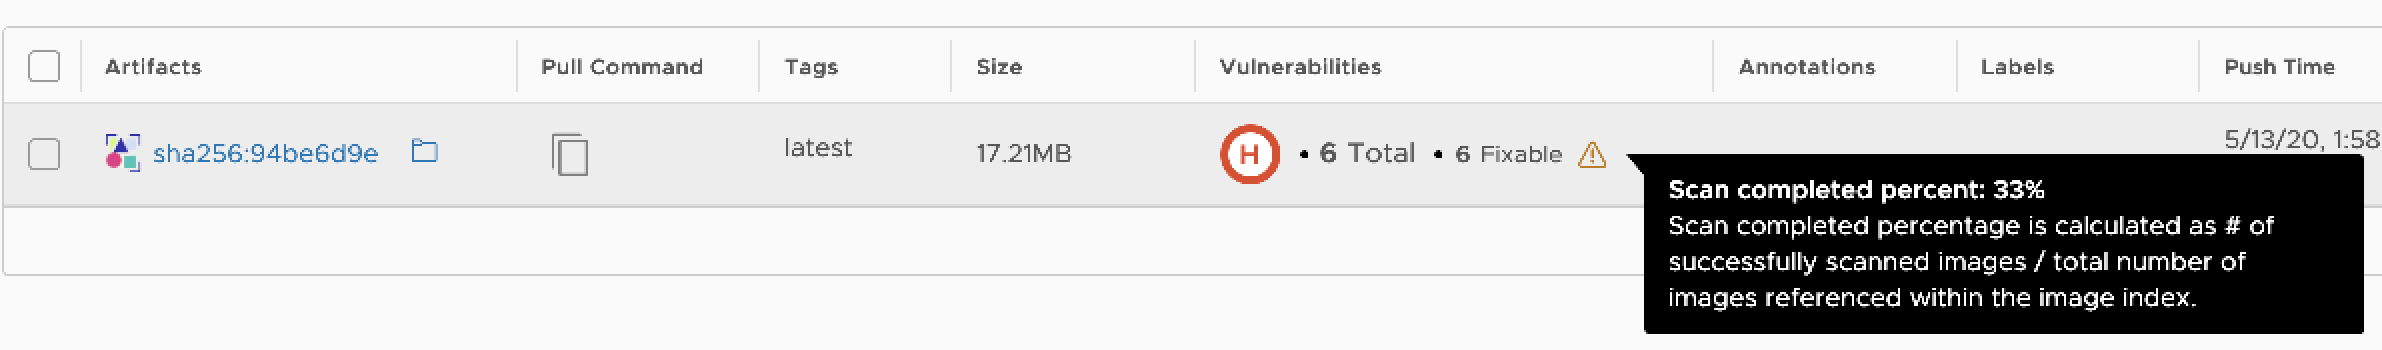 Artifacts Pull Command Tags Size Vulnerabilities Annotations Labels Push Time
sha256:94be6d9e latest 17.21MB H • 6 Total • 6 Fixable 5/13/20, 1:58
Scan completed percent: 33%
Scan completed percentage is calculated as # of
successfully scanned images / total number of
images referenced within the image index.